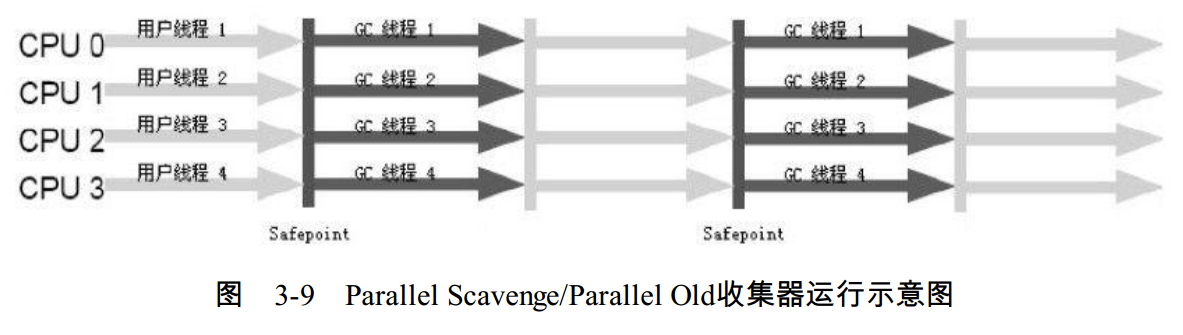 CPU 0 用户线程 1 GC 线程 1 GC 线程 1
CPU 1 用户线程 2 GC 线程 2 GC 线程 2
CPU 2 用户线程 3 GC 线程 3 GC 线程 3
CPU 3 用户线程 4 GC 线程 4 GC 线程 4
Safepoint Safepoint
图 3-9 Parallel Scavenge/Parallel Old收集器运行示意图